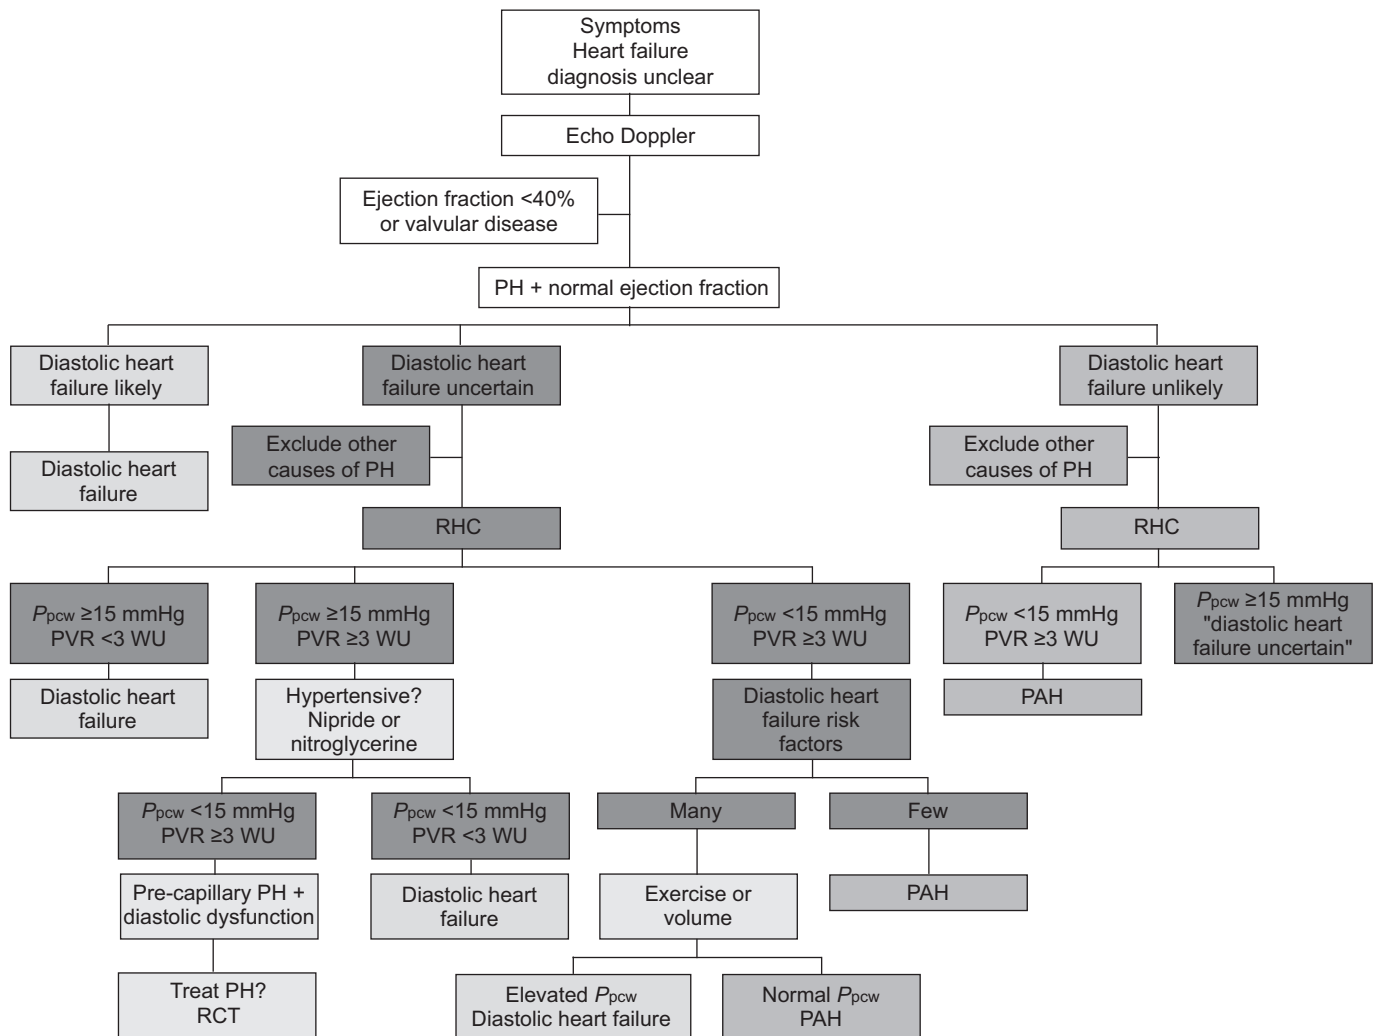 Symptoms
Heart failure
diagnosis unclear
Echo Doppler
Ejection fraction <40%
or valvular disease
PH + normal ejection fraction
Diastolic heart
failure likely
Diastolic heart
failure uncertain
Diastolic heart
failure unlikely
Diastolic heart
failure
Exclude other
causes of PH
Exclude other
causes of PH
RHC
RHC
Ppcw ≥15 mmHg
PVR <3 WU
Ppcw ≥15 mmHg
PVR ≥3 WU
Ppcw <15 mmHg
PVR ≥3 WU
Ppcw <15 mmHg
PVR ≥3 WU
Ppcw ≥15 mmHg
"diastolic heart
failure uncertain"
Diastolic heart
failure
Hypertensive?
Nipride or
nitroglycerine
Diastolic heart
failure risk
factors
PAH
Ppcw <15 mmHg
PVR ≥3 WU
Ppcw <15 mmHg
PVR <3 WU
Many
Few
Pre-capillary PH +
diastolic dysfunction
Diastolic heart
failure
Exercise or
volume
PAH
Treat PH?
RCT
Elevated Ppcw
Diastolic heart failure
Normal Ppcw
PAH